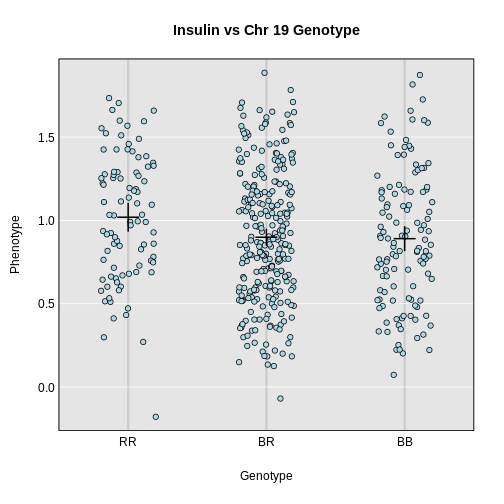 Insulin vs Chr 19 Genotype
Phenotype
1.5
1.0
0.5
0.0
RR BR BB
Genotype